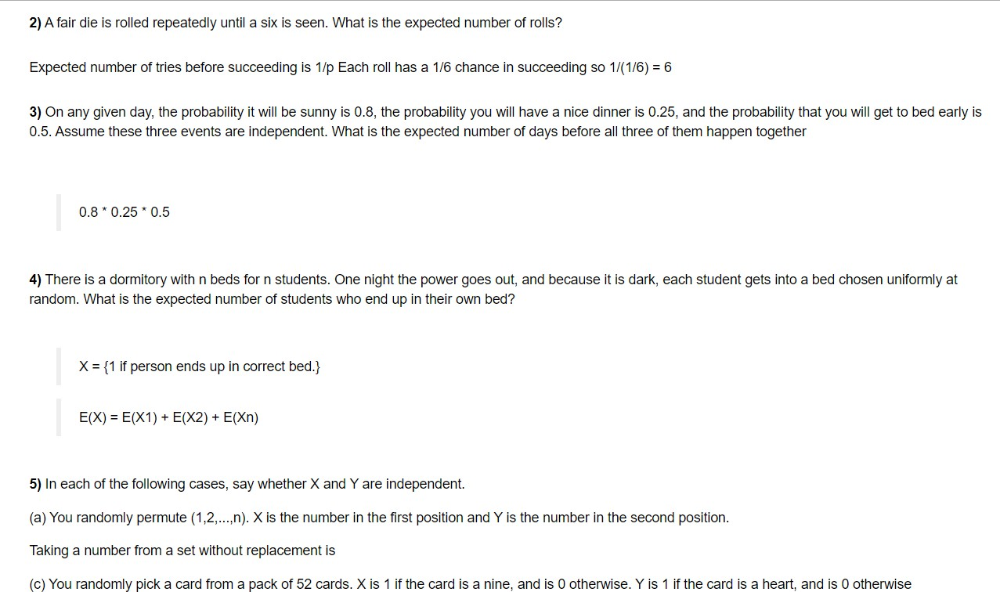 2) A fair die is rolled repeatedly until a six is seen. What is the expected number of rolls?
Expected number of tries before succeeding is 1/p Each roll has a 1/6 chance in succeeding so 1/(1/6) = 6
3) On any given day, the probability it will be sunny is 0.8, the probability you will have a nice dinner is 0.25, and the probability that you will get to bed early is
0.5. Assume these three events are independent. What is the expected number of days before all three of them happen together
0.8 * 0.25 * 0.5
4) There is a dormitory with n beds for n students. One night the power goes out, and because it is dark, each student gets into a bed chosen uniformly at
random. What is the expected number of students who end up in their own bed?
X = {1 if person ends up in correct bed.}
E(X) = E(X1) + E(X2) + E(Xn)
5) In each of the following cases, say whether X and Y are independent.
(a) You randomly permute (1,2,...,n). X is the number in the first position and Y is the number in the second position.
Taking a number from a set without replacement is
(c) You randomly pick a card from a pack of 52 cards. X is 1 if the card is a nine, and is 0 otherwise. Y is 1 if the card is a heart, and is 0 otherwise